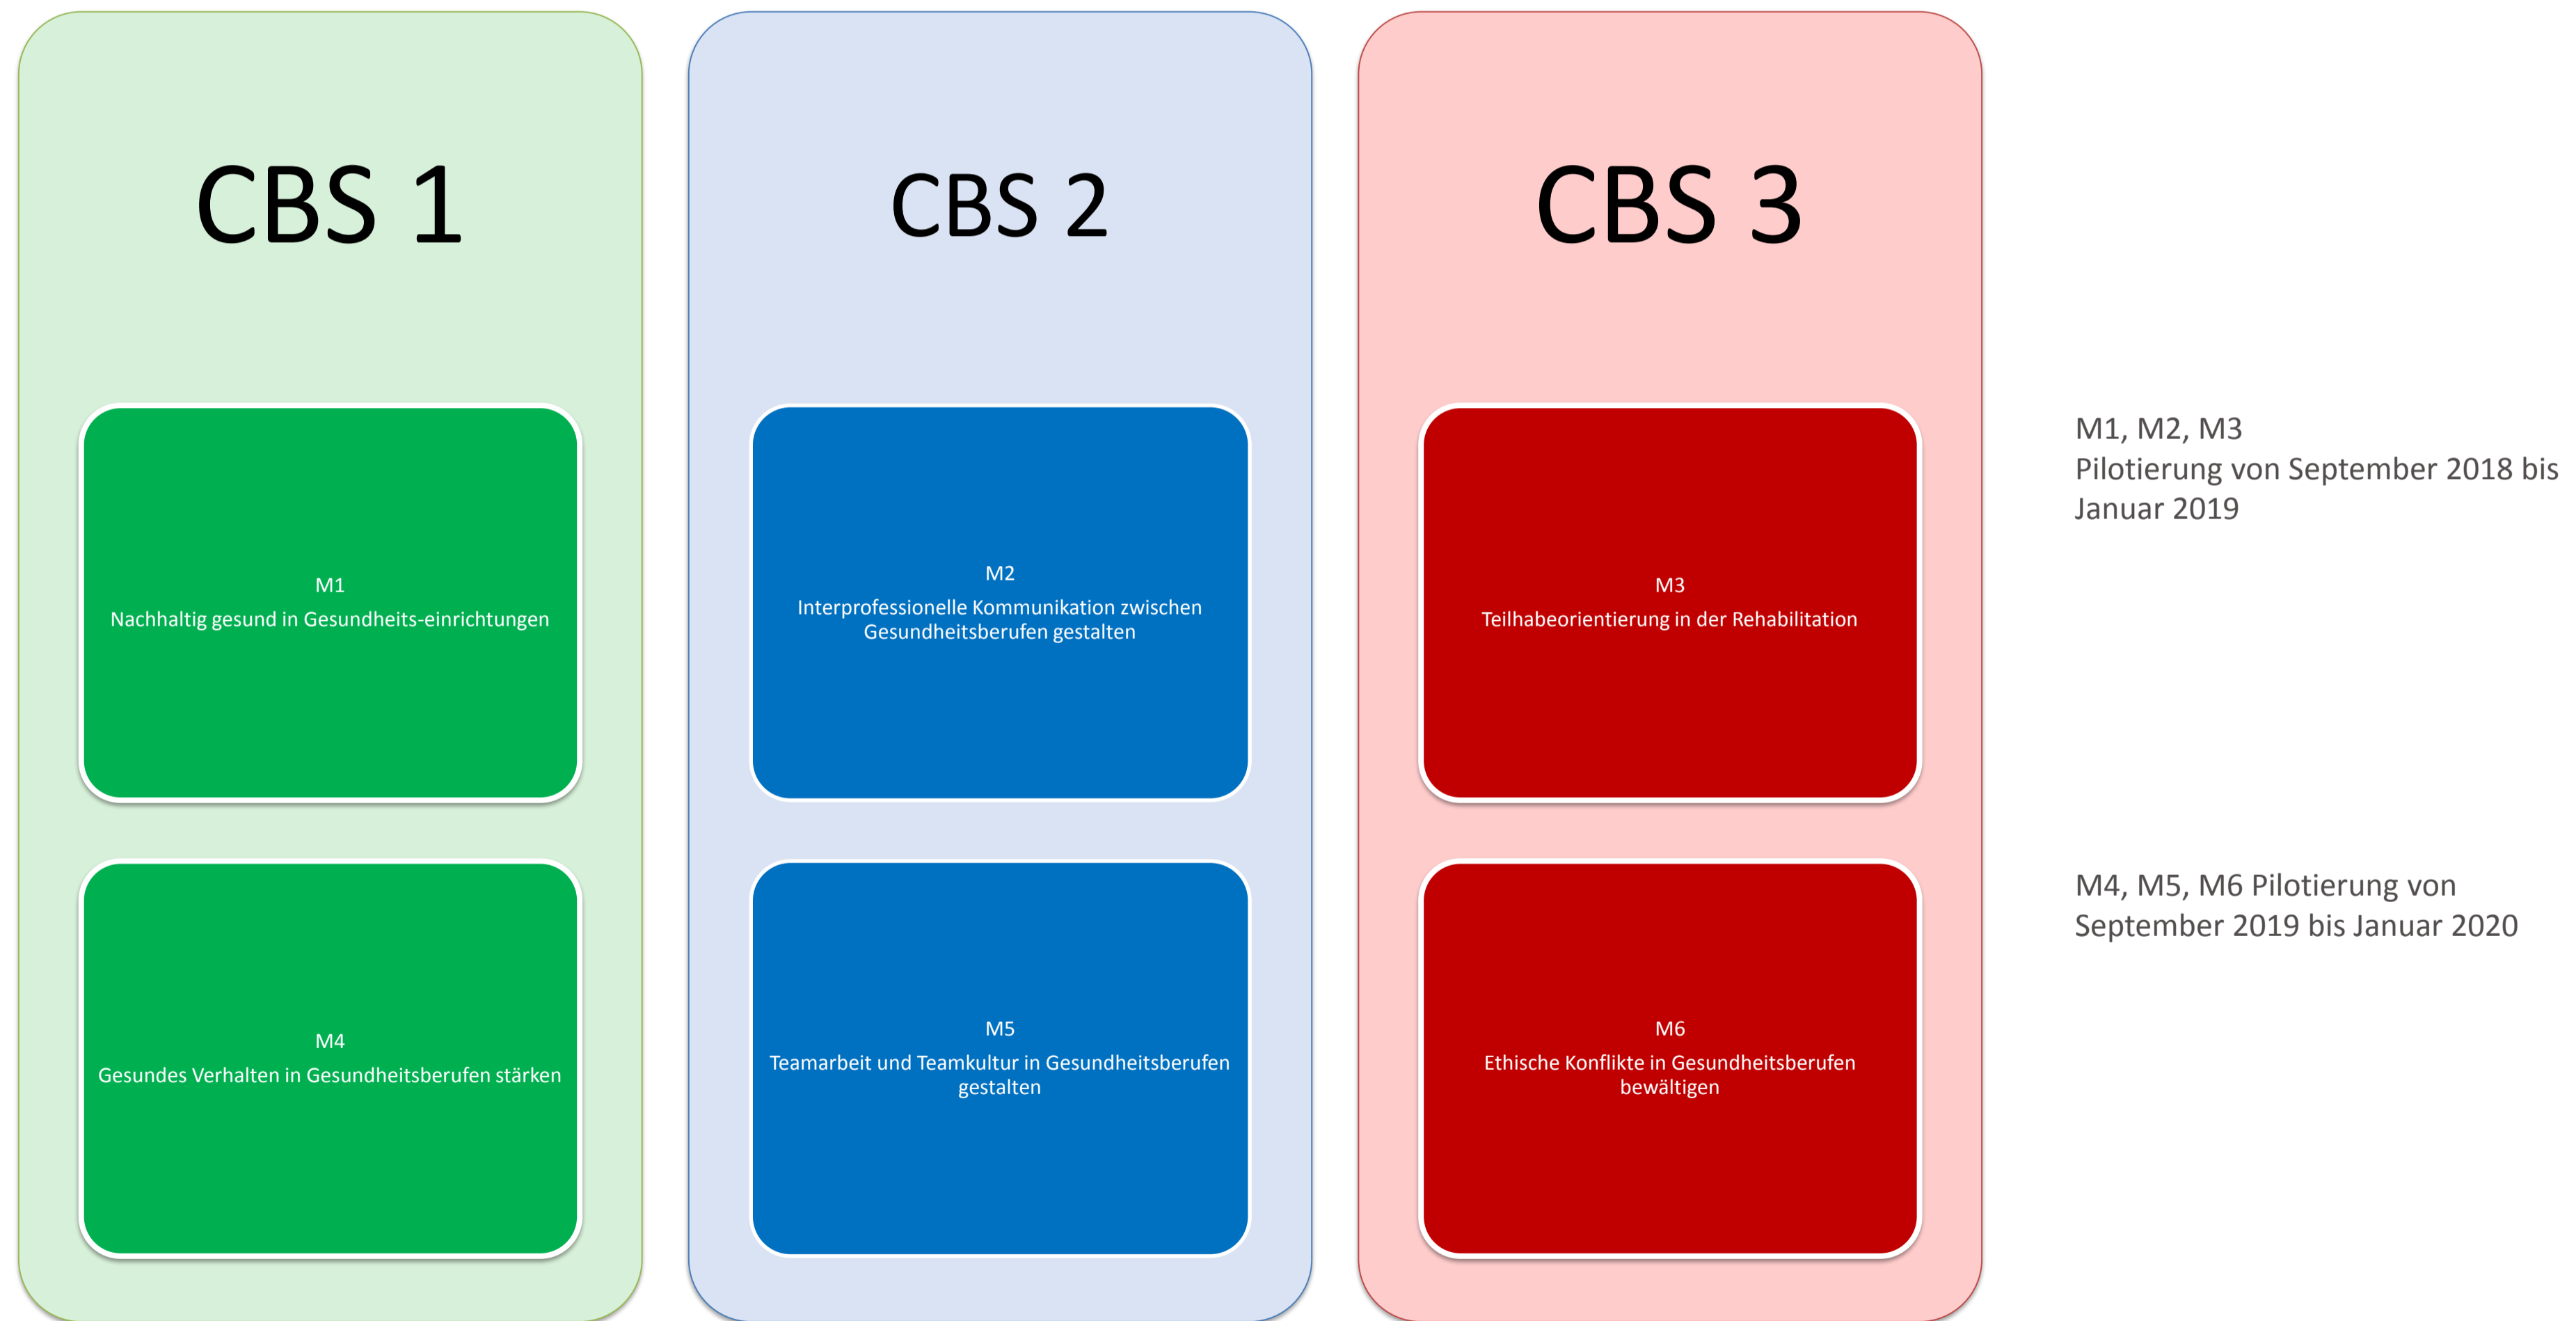 CBS 1
CBS 2
CBS 3
M1
Nachhaltig gesund in Gesundheits-einrichtungen
M2
Interprofessionelle Kommunikation zwischen
Gesundheitsberufen gestalten
M3
Teilhabeorientierung in der Rehabilitation
M1, M2, M3
Pilotierung von September 2018 bis
Januar 2019
M4
Gesundes Verhalten in Gesundheitsberufen stärken
M5
Teamarbeit und Teamkultur in Gesundheitsberufen
gestalten
M6
Ethische Konflikte in Gesundheitsberufen
bewältigen
M4, M5, M6 Pilotierung von
September 2019 bis Januar 2020